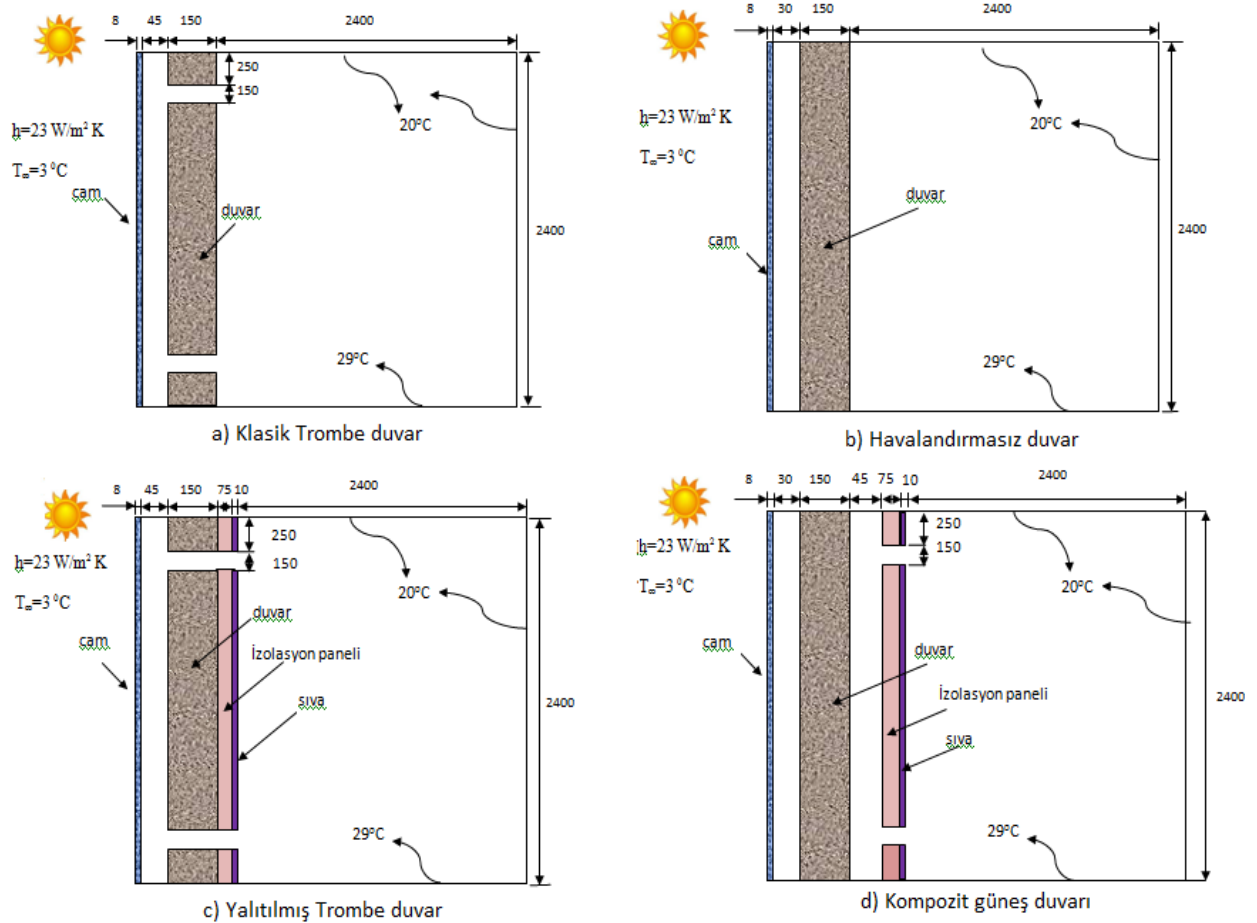 8 45 150 2400
250
150
h=23 W/m² K
T∞=3 ⁰C
cam
duvar
20°C
29°C
2400
a) Klasik Trombe duvar
8 30 150 2400
h=23 W/m² K
T∞=3 ⁰C
cam
duvar
20°C
29°C
2400
b) Havalandırmasız duvar
8 45 150 75 10 2400
250
150
h=23 W/m² K
T∞=3 ⁰C
cam
duvar
İzolasyon paneli
sıva
20°C
29°C
2400
c) Yalıtılmış Trombe duvar
8 30 150 45 75 10 2400
250
150
h=23 W/m² K
T∞=3 ⁰C
cam
duvar
İzolasyon paneli
sıva
20°C
29°C
2400
d) Kompozit güneş duvarı